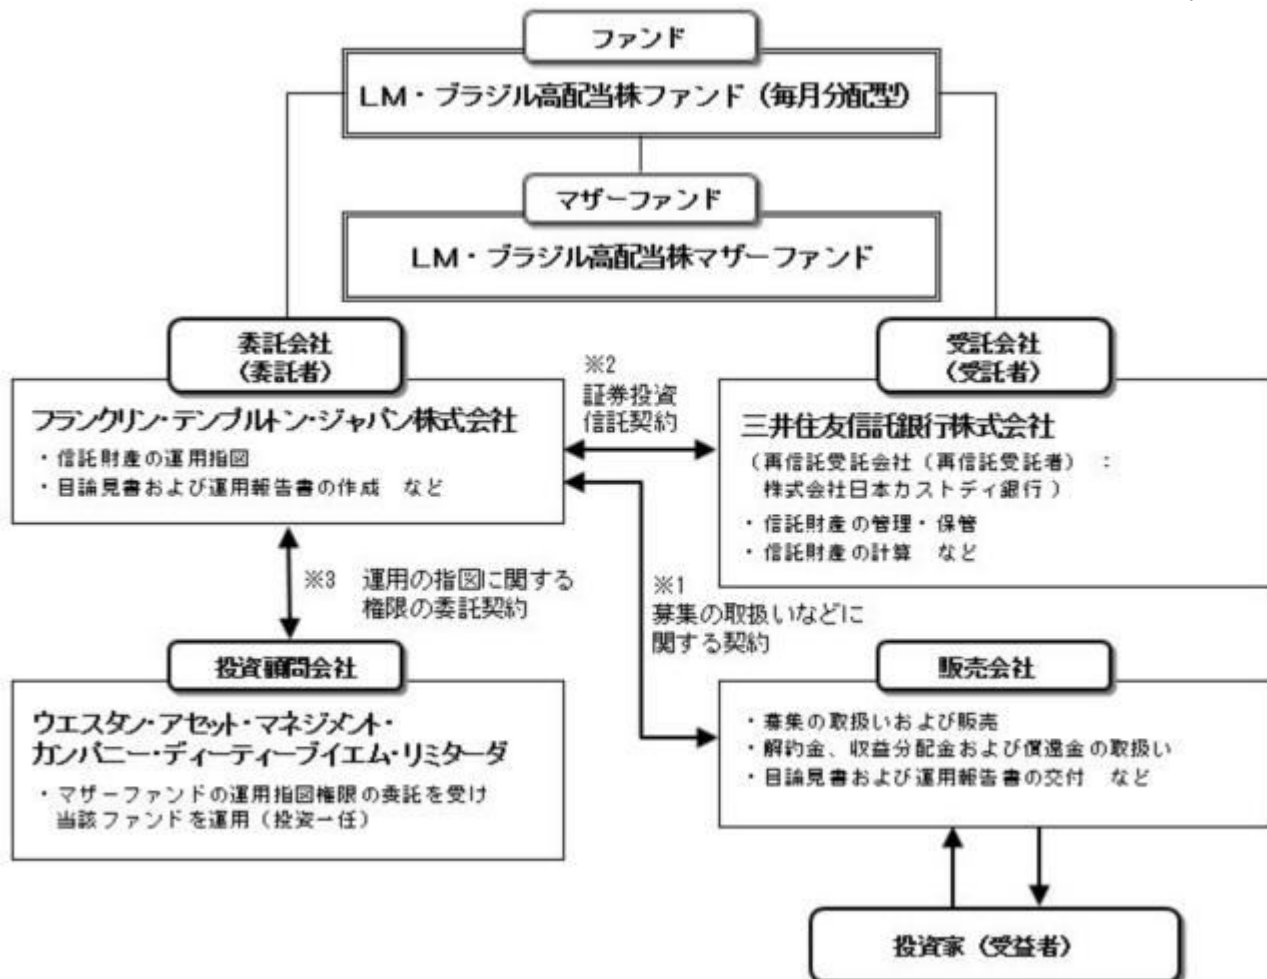 ファンド
LM・ブラジル高配当株ファンド（毎月分配型）
マザーファンド
LM・ブラジル高配当株マザーファンド
委託会社
（委託者）
フランクリン・テンプルトン・ジャパン株式会社
・信託財産の運用指図
・目論見書および運用報告書の作成　など
※2
証券投資
信託契約
受託会社
（受託者）
三井住友信託銀行株式会社
（再信託受託会社（再信託受託者）：
株式会社日本カストディ銀行）
・信託財産の管理・保管
・信託財産の計算　など
※3　運用の指図に関する
権限の委託契約
※1
募集の取扱いなどに
関する契約
投資顧問会社
ウエスタン・アセット・マネジメント・
カンパニー・ディーティーブイエム・リミターダ
・マザーファンドの運用指図権限の委託を受け
当該ファンドを運用（投資一任）
販売会社
・募集の取扱いおよび販売
・解約金、収益分配金および償還金の取扱い
・目論見書および運用報告書の交付　など
投資家（受益者）